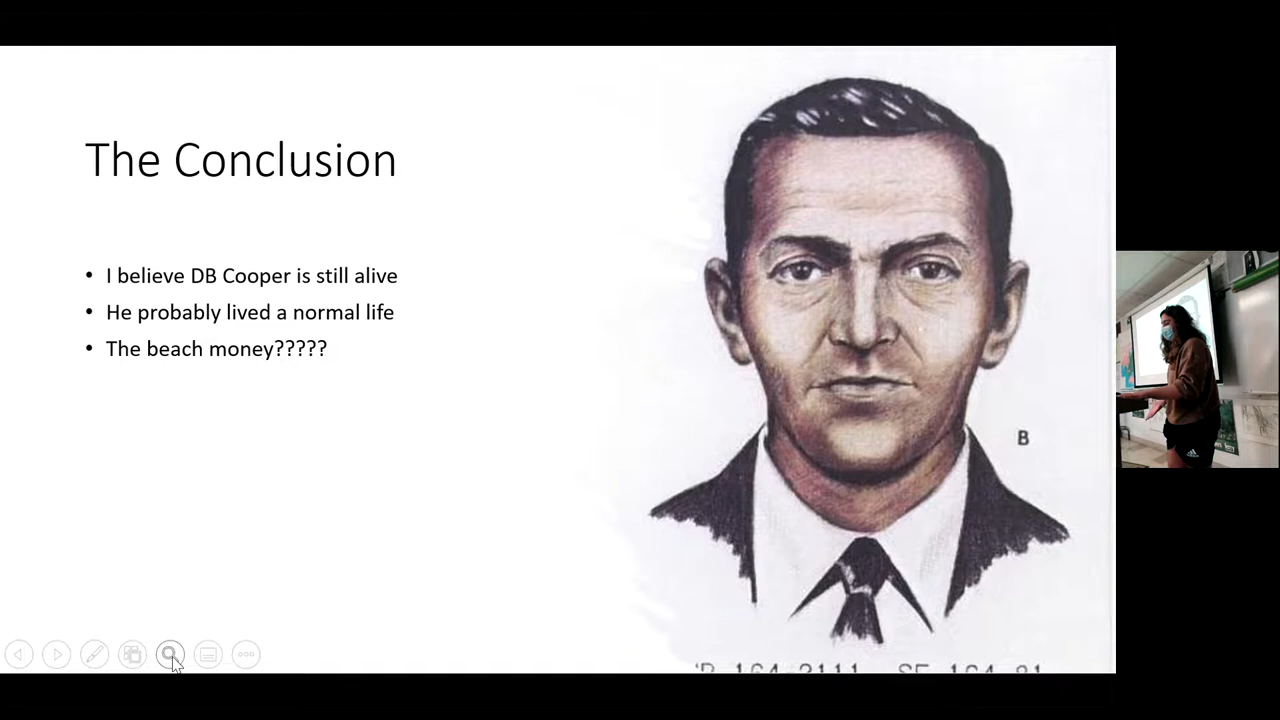 The Conclusion
• I believe DB Cooper is still alive
• He probably lived a normal life
• The beach money?????
B
164-2111 SE 164-81